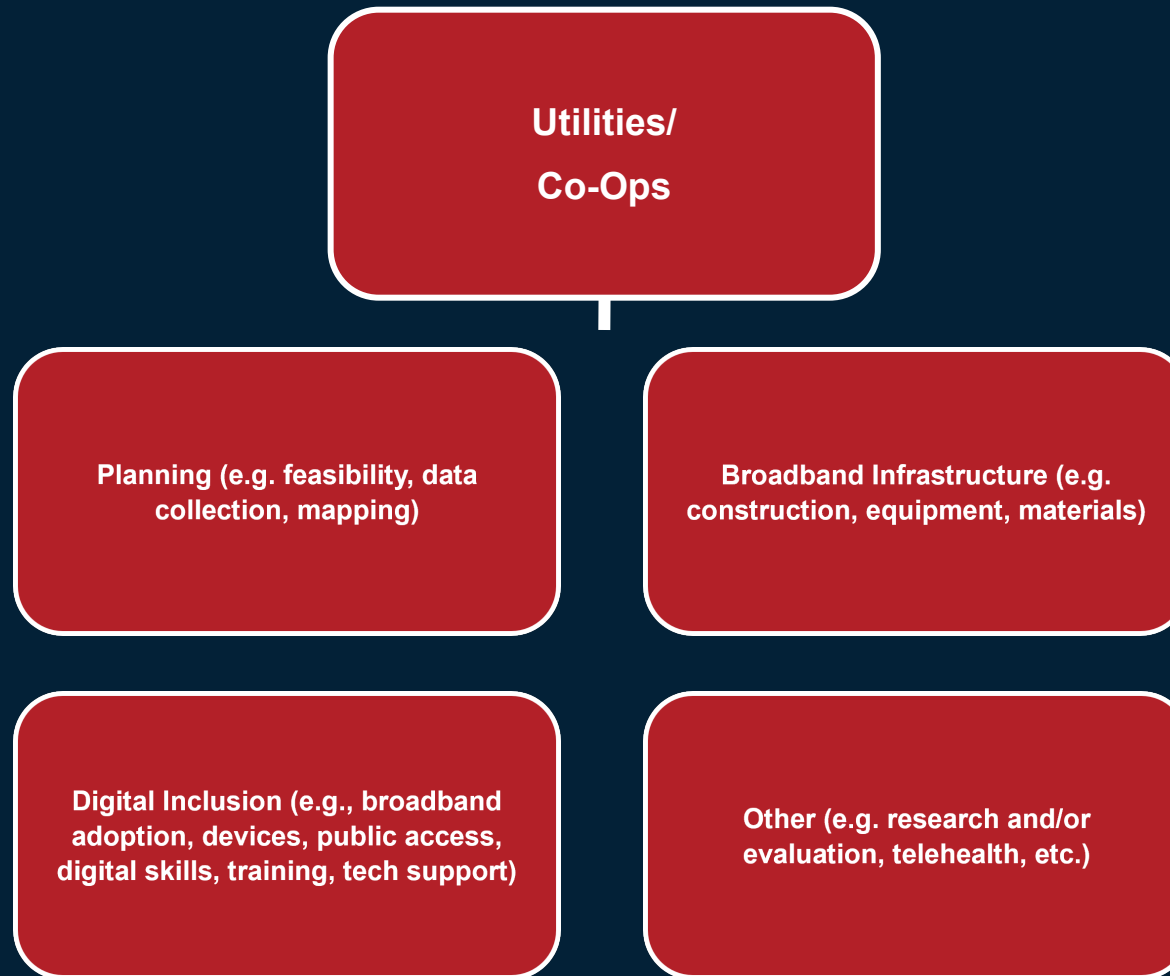 Utilities/
Co-Ops
Planning (e.g. feasibility, data
collection, mapping)
Broadband Infrastructure (e.g.
construction, equipment, materials)
Digital Inclusion (e.g., broadband
adoption, devices, public access,
digital skills, training, tech support)
Other (e.g. research and/or
evaluation, telehealth, etc.)